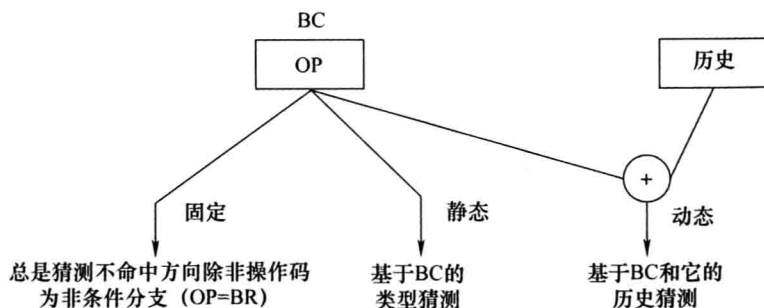 BC
OP
历史
+
固定
静态
动态
总是猜测不命中方向除非操作码
为非条件分支（OP=BR）
基于BC的
类型猜测
基于BC和它的
历史猜测